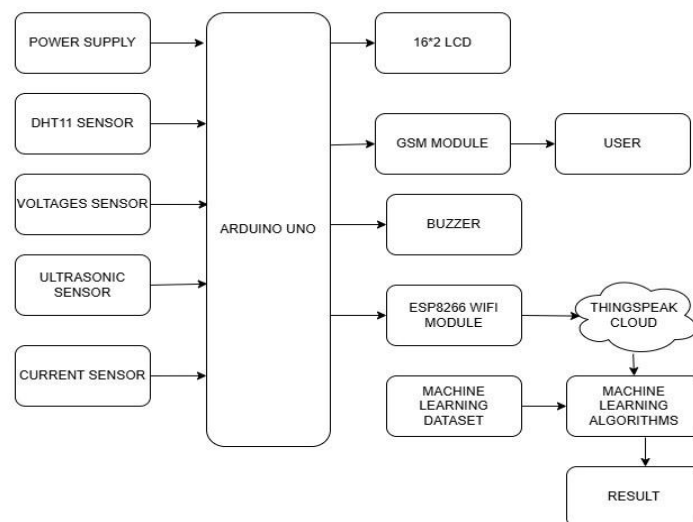 POWER SUPPLY
16*2 LCD
DHT11 SENSOR
GSM MODULE
USER
VOLTAGES SENSOR
ARDUINO UNO
BUZZER
ULTRASONIC
SENSOR
ESP8266 WIFI
MODULE
THINGSPEAK
CLOUD
CURRENT SENSOR
MACHINE
LEARNING
DATASET
MACHINE
LEARNING
ALGORITHMS
RESULT